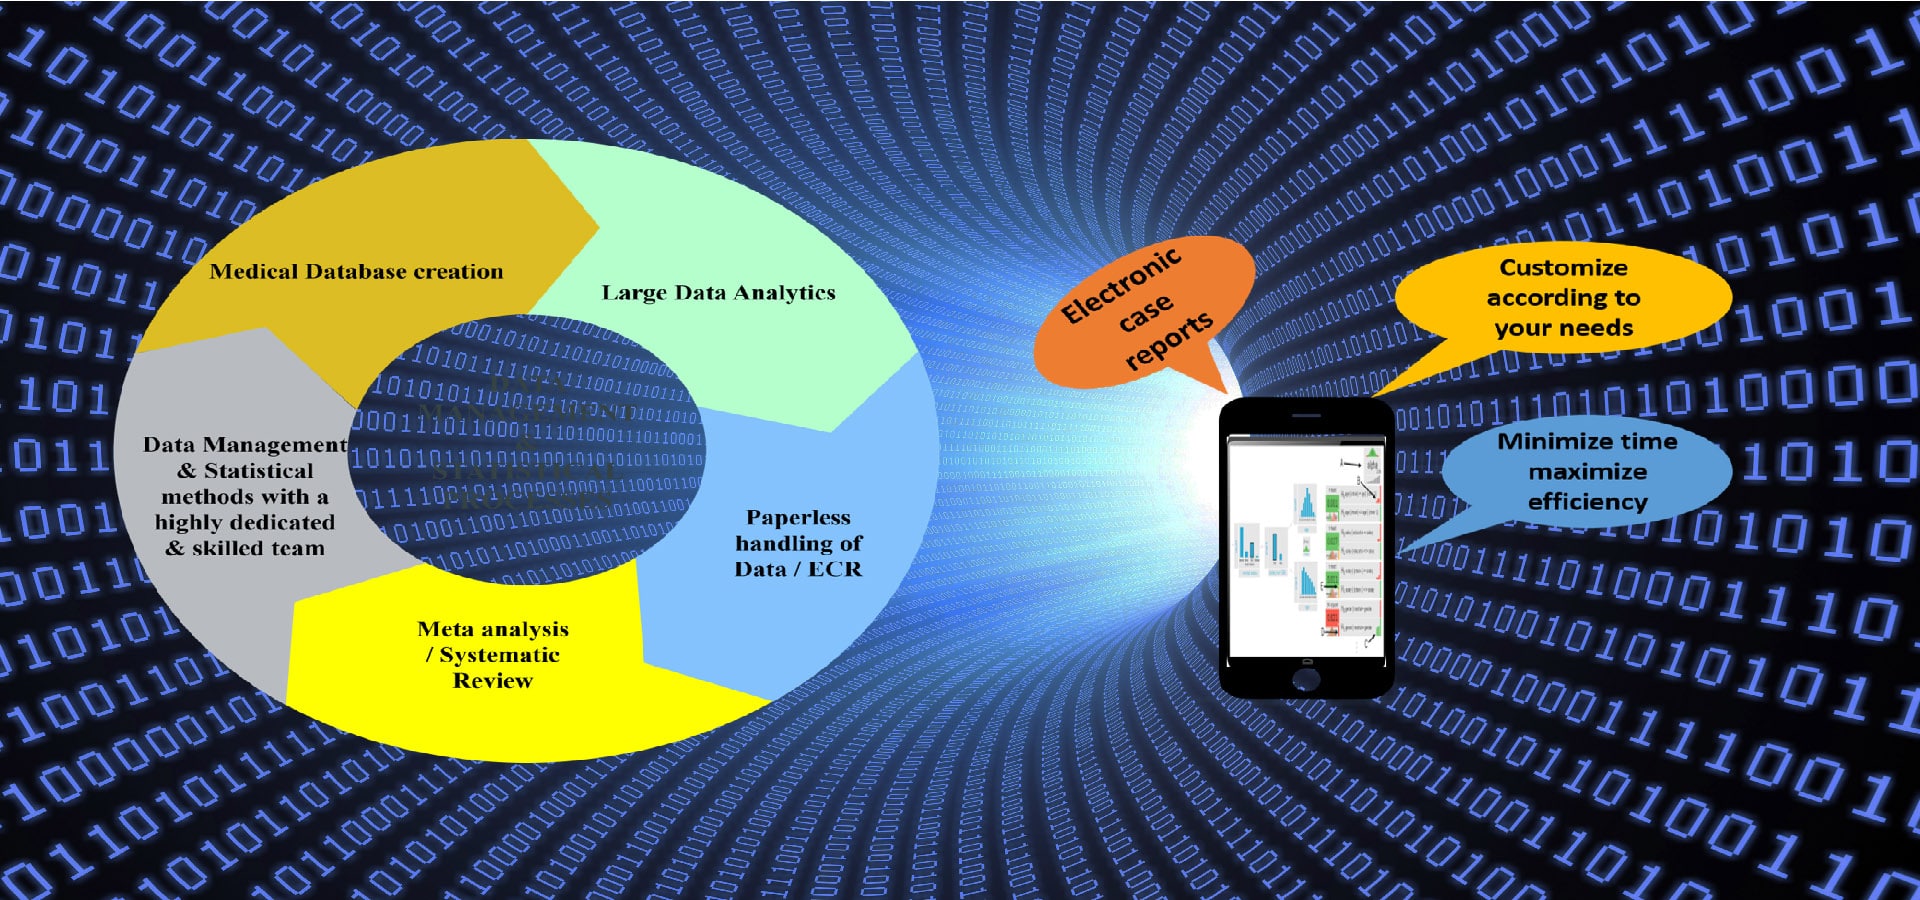 Medical Database creation
Large Data Analytics
Paperless
handling of
Data / ECR
Meta analysis
/ Systematic
Review
Data Management
& Statistical
methods with a
highly dedicated
& skilled team
DATA
MANAGEMENT
&
STATISTICAL
Electronic
case
reports
Customize
according to
your needs
Minimize time
maximize
efficiency